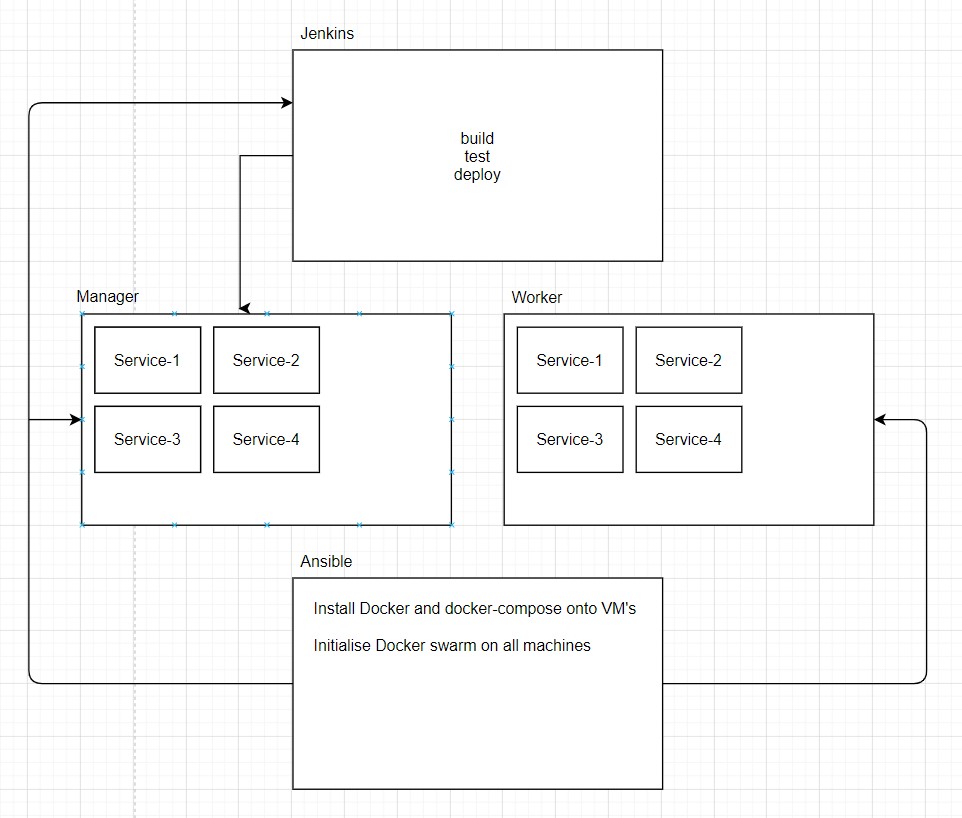 Jenkins
build
test
deploy
Manager
Service-1
Service-2
Service-3
Service-4
Worker
Service-1
Service-2
Service-3
Service-4
Ansible
Install Docker and docker-compose onto VM's
Initialise Docker swarm on all machines